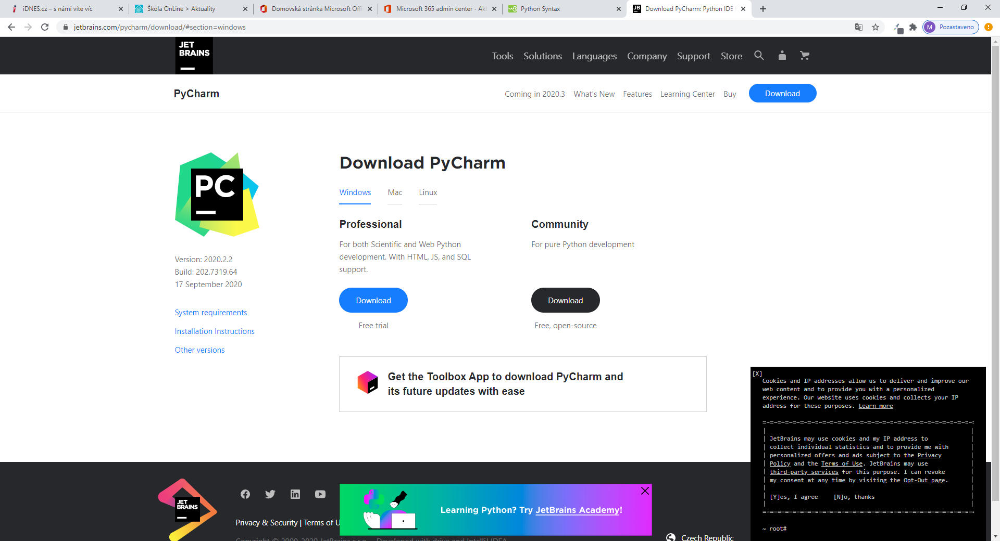 iDNES.cz – s námi víte víc
Škola OnLine > Aktuality
Domovská stránka Microsoft Offi
Microsoft 365 admin center - Akt
Python Syntax
JB
Download PyCharm: Python IDE f
jetbrains.com/pycharm/download/#section=windows
M Pozastaveno
JET
BRAINS
Tools Solutions Languages Company Support Store
PyCharm
Coming in 2020.3 What's New Features Learning Center Buy Download
PC
Version: 2020.2.2
Build: 202.7319.64
17 September 2020
System requirements
Installation Instructions
Other versions
Download PyCharm
Windows Mac Linux
Professional
For both Scientific and Web Python
development. With HTML, JS, and SQL
support.
Download
Free trial
Community
For pure Python development
Download
Free, open-source
Get the Toolbox App to download PyCharm and
its future updates with ease
[X]
Cookies and IP addresses allow us to deliver and improve our
web content and to provide you with a personalized
experience. Our website uses cookies and collects your IP
address for these purposes. Learn more
JetBrains may use cookies and my IP address to
collect individual statistics and to provide me with
personalized offers and ads subject to the Privacy
Policy and the Terms of Use. JetBrains may use
third-party services for this purpose. I can revoke
my consent at any time by visiting the Opt-Out page.
[Y]es, I agree [N]o, thanks
~ root#
JET
BRAINS
Privacy & Security | Terms of U
Learning Python? Try JetBrains Academy!
Copyright © 2000-2020 JetBrains s.r.o. Developed with drive and IntelliJ IDEA
Czech Republic